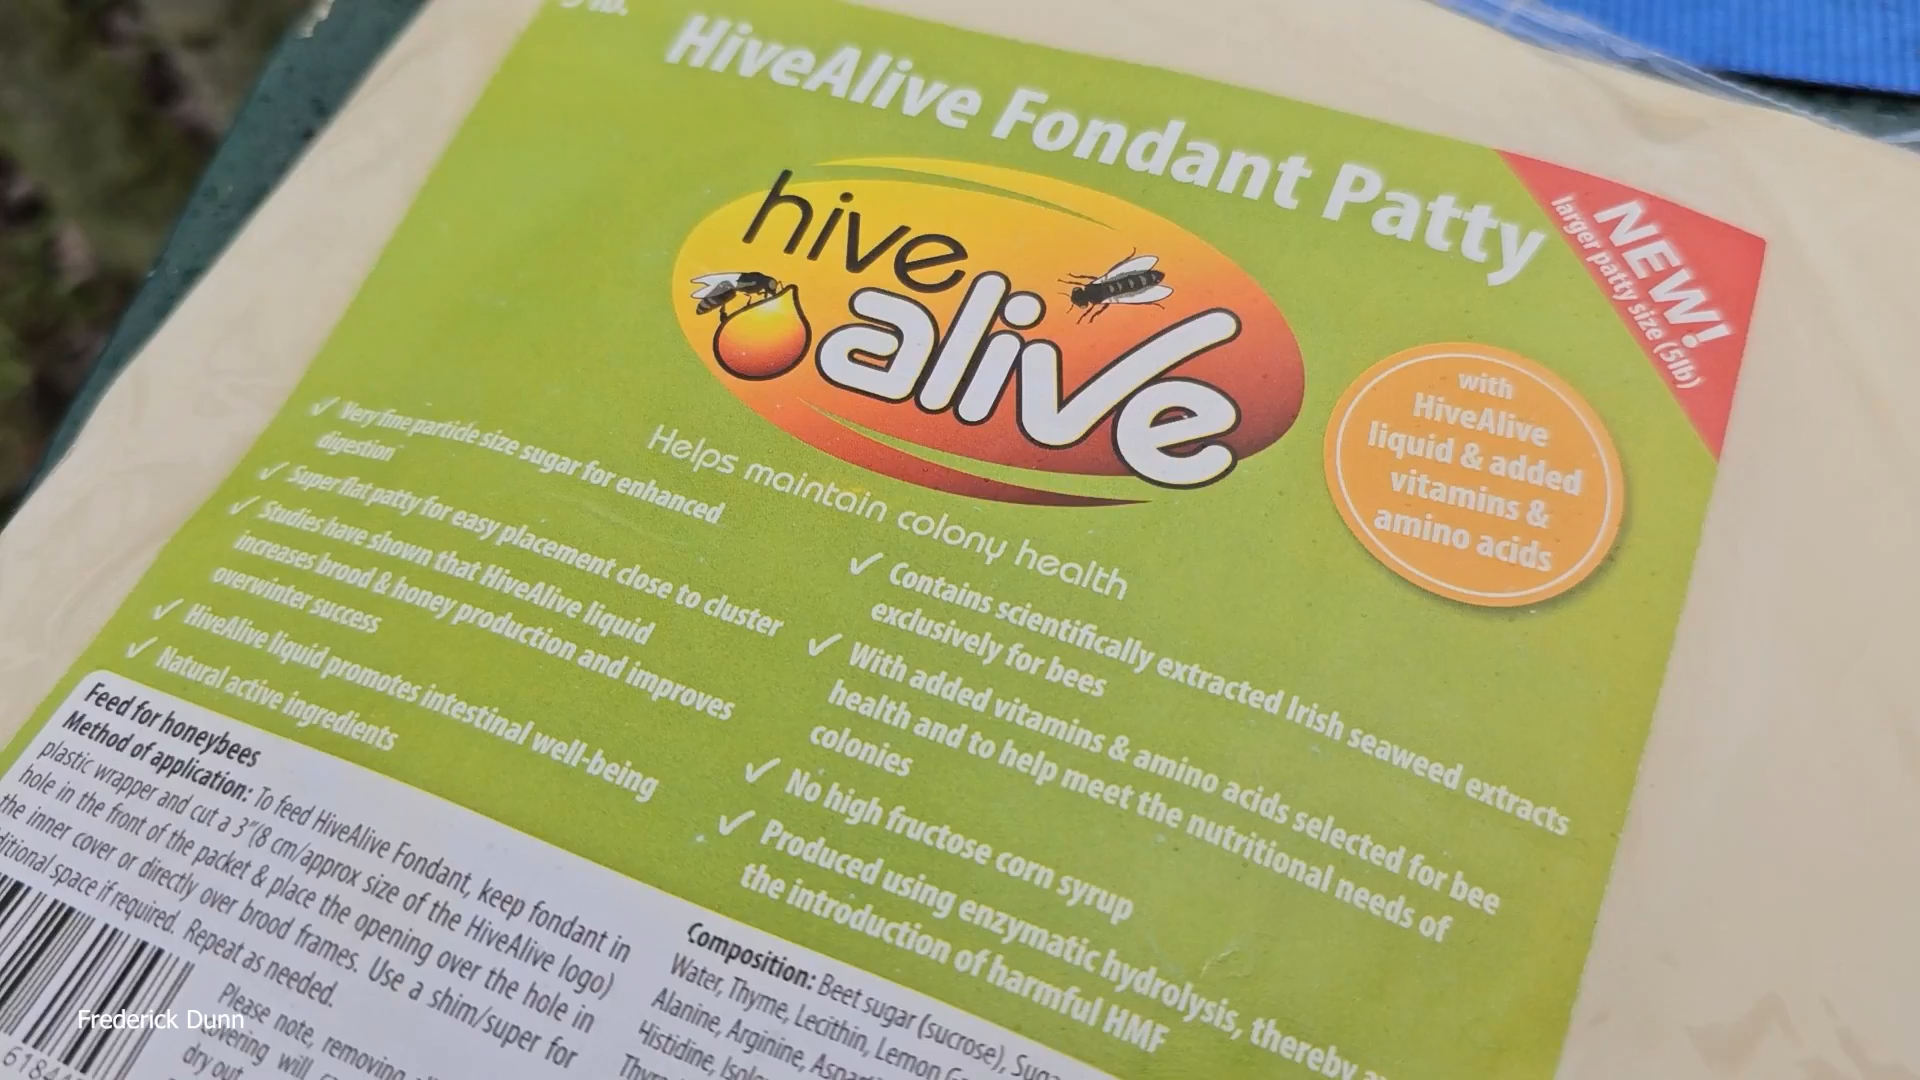 HiveAlive Fondant Patty
NEW!
larger patty size (5lb)
hive
alive
Helps maintain colony health
with
HiveAlive
liquid & added
vitamins &
amino acids
✓ Very fine particle size sugar for enhanced
digestion
✓ Super flat patty for easy placement close to cluster
✓ Studies have shown that HiveAlive liquid
increases brood & honey production and improves
overwinter success
✓ HiveAlive liquid promotes intestinal well-being
✓ Natural active ingredients
✓ Contains scientifically extracted Irish seaweed extracts
exclusively for bees
✓ With added vitamins & amino acids selected for bee
health and to help meet the nutritional needs of
colonies
✓ No high fructose corn syrup
✓ Produced using enzymatic hydrolysis, thereby
the introduction of harmful HMF
Feed for honeybees
Method of application: To feed HiveAlive Fondant, keep fondant in
plastic wrapper and cut a 3"(8 cm/approx size of the HiveAlive logo)
hole in the front of the packet & place the opening over the hole in
the inner cover or directly over brood frames. Use a shim/super for
space if required. Repeat as needed.
Please note, removing
covering will
dry out
Composition: Beet sugar (sucrose),
Water, Thyme, Lecithin, Lemon
Alanine, Arginine,
Histidine,
Frederick Dunn